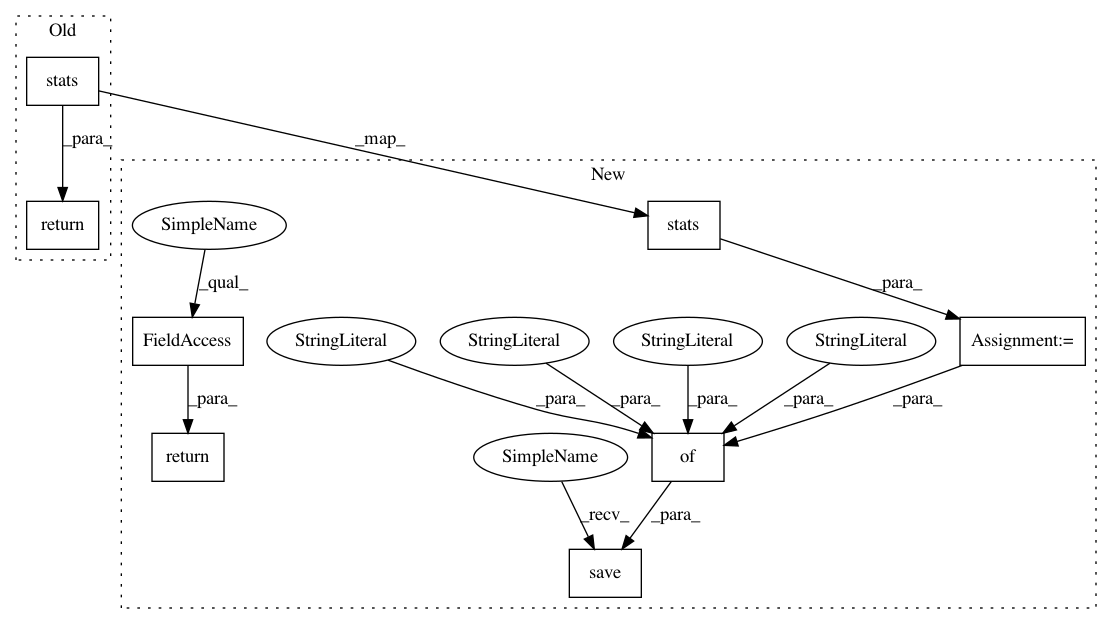 Old
stats
_para_
_map_
return
New
SimpleName
stats
_qual_
_para_
FieldAccess
StringLiteral
StringLiteral
StringLiteral
StringLiteral
Assignment:=
_para_
_para_
_para_
_para_
_para_
_para_
return
SimpleName
of
_recv_
_para_
save